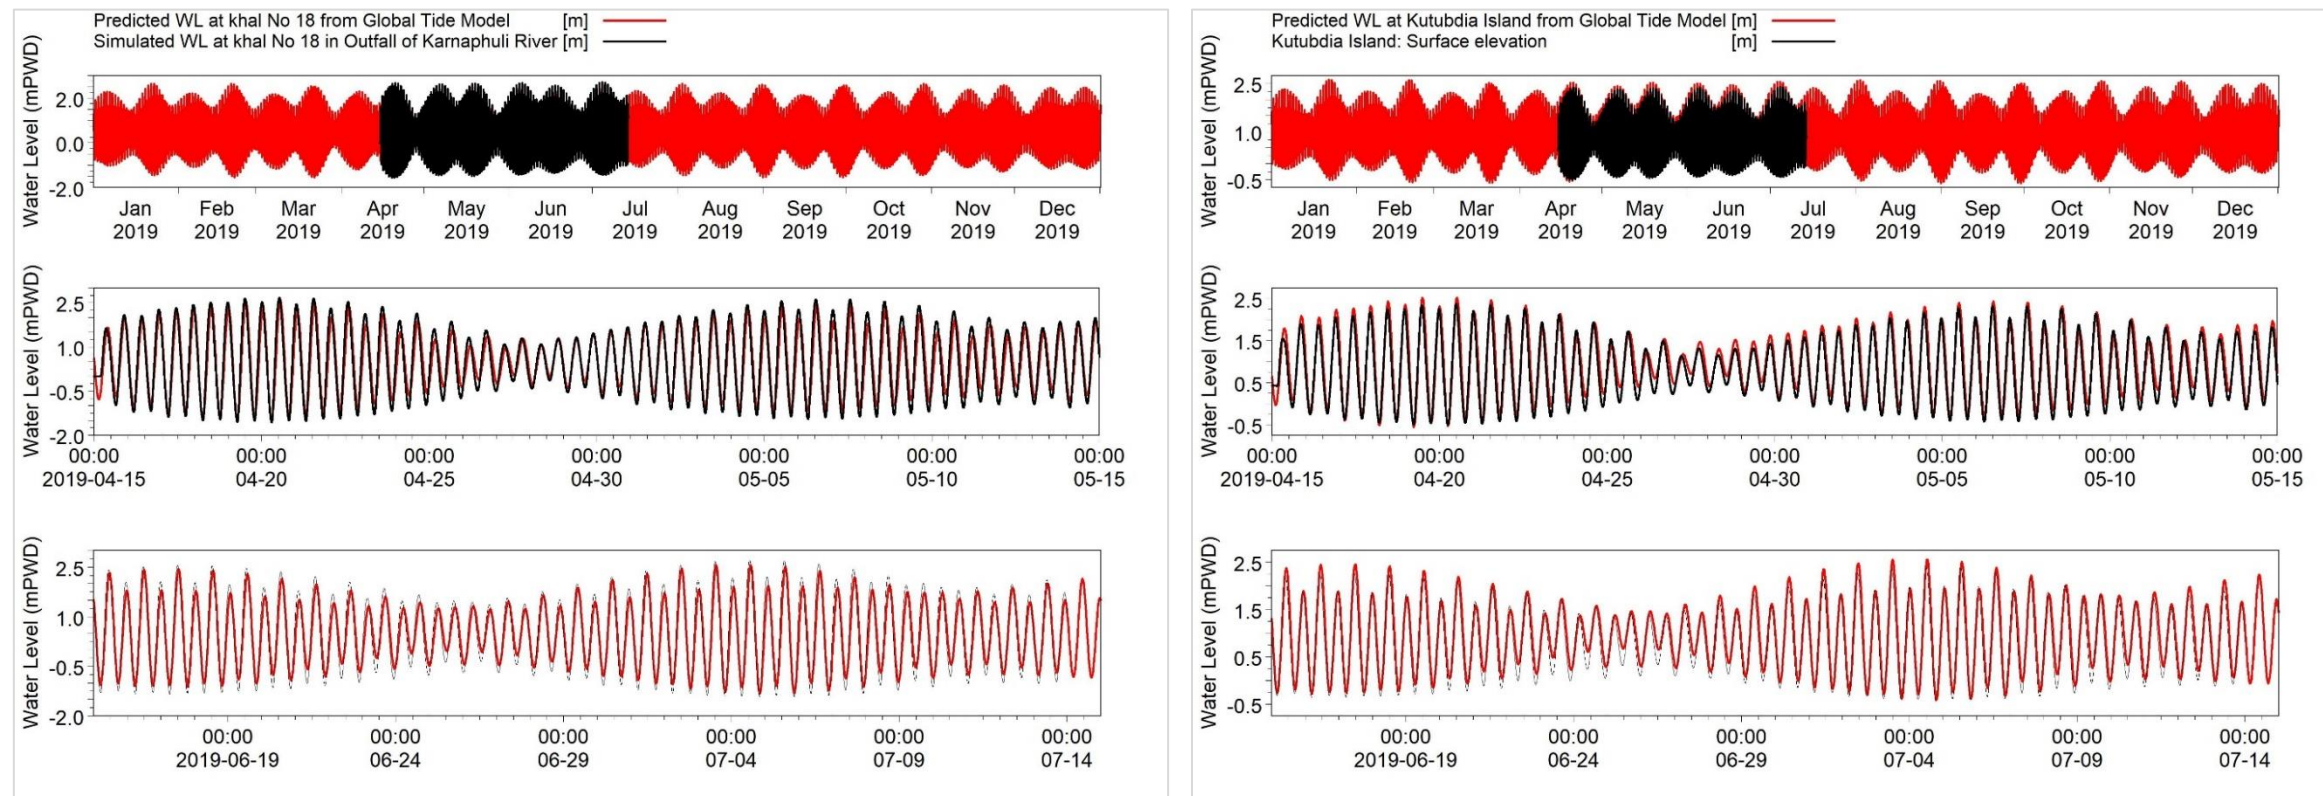 Predicted WL at khal No 18 from Global Tide Model [m]
Simulated WL at khal No 18 in Outfall of Karnaphuli River [m]
Water Level (mPWD)
2.0
0.0
-2.0
Jan Feb Mar Apr May Jun Jul Aug Sep Oct Nov Dec
2019 2019 2019 2019 2019 2019 2019 2019 2019 2019 2019 2019
Water Level (mPWD)
2.5
1.0
-0.5
-2.0
00:00 00:00 00:00 00:00 00:00 00:00 00:00
2019-04-15 04-20 04-25 04-30 05-05 05-10 05-15
Water Level (mPWD)
2.5
1.0
-0.5
-2.0
00:00 00:00 00:00 00:00 00:00 00:00
2019-06-19 06-24 06-29 07-04 07-09 07-14
Predicted WL at Kutubdia Island from Global Tide Model [m]
Kutubdia Island: Surface elevation [m]
Water Level (mPWD)
2.5
1.0
-0.5
Jan Feb Mar Apr May Jun Jul Aug Sep Oct Nov Dec
2019 2019 2019 2019 2019 2019 2019 2019 2019 2019 2019 2019
Water Level (mPWD)
2.5
1.5
0.5
-0.5
00:00 00:00 00:00 00:00 00:00 00:00 00:00
2019-04-15 04-20 04-25 04-30 05-05 05-10 05-15
Water Level (mPWD)
2.5
1.5
0.5
-0.5
00:00 00:00 00:00 00:00 00:00 00:00
2019-06-19 06-24 06-29 07-04 07-09 07-14